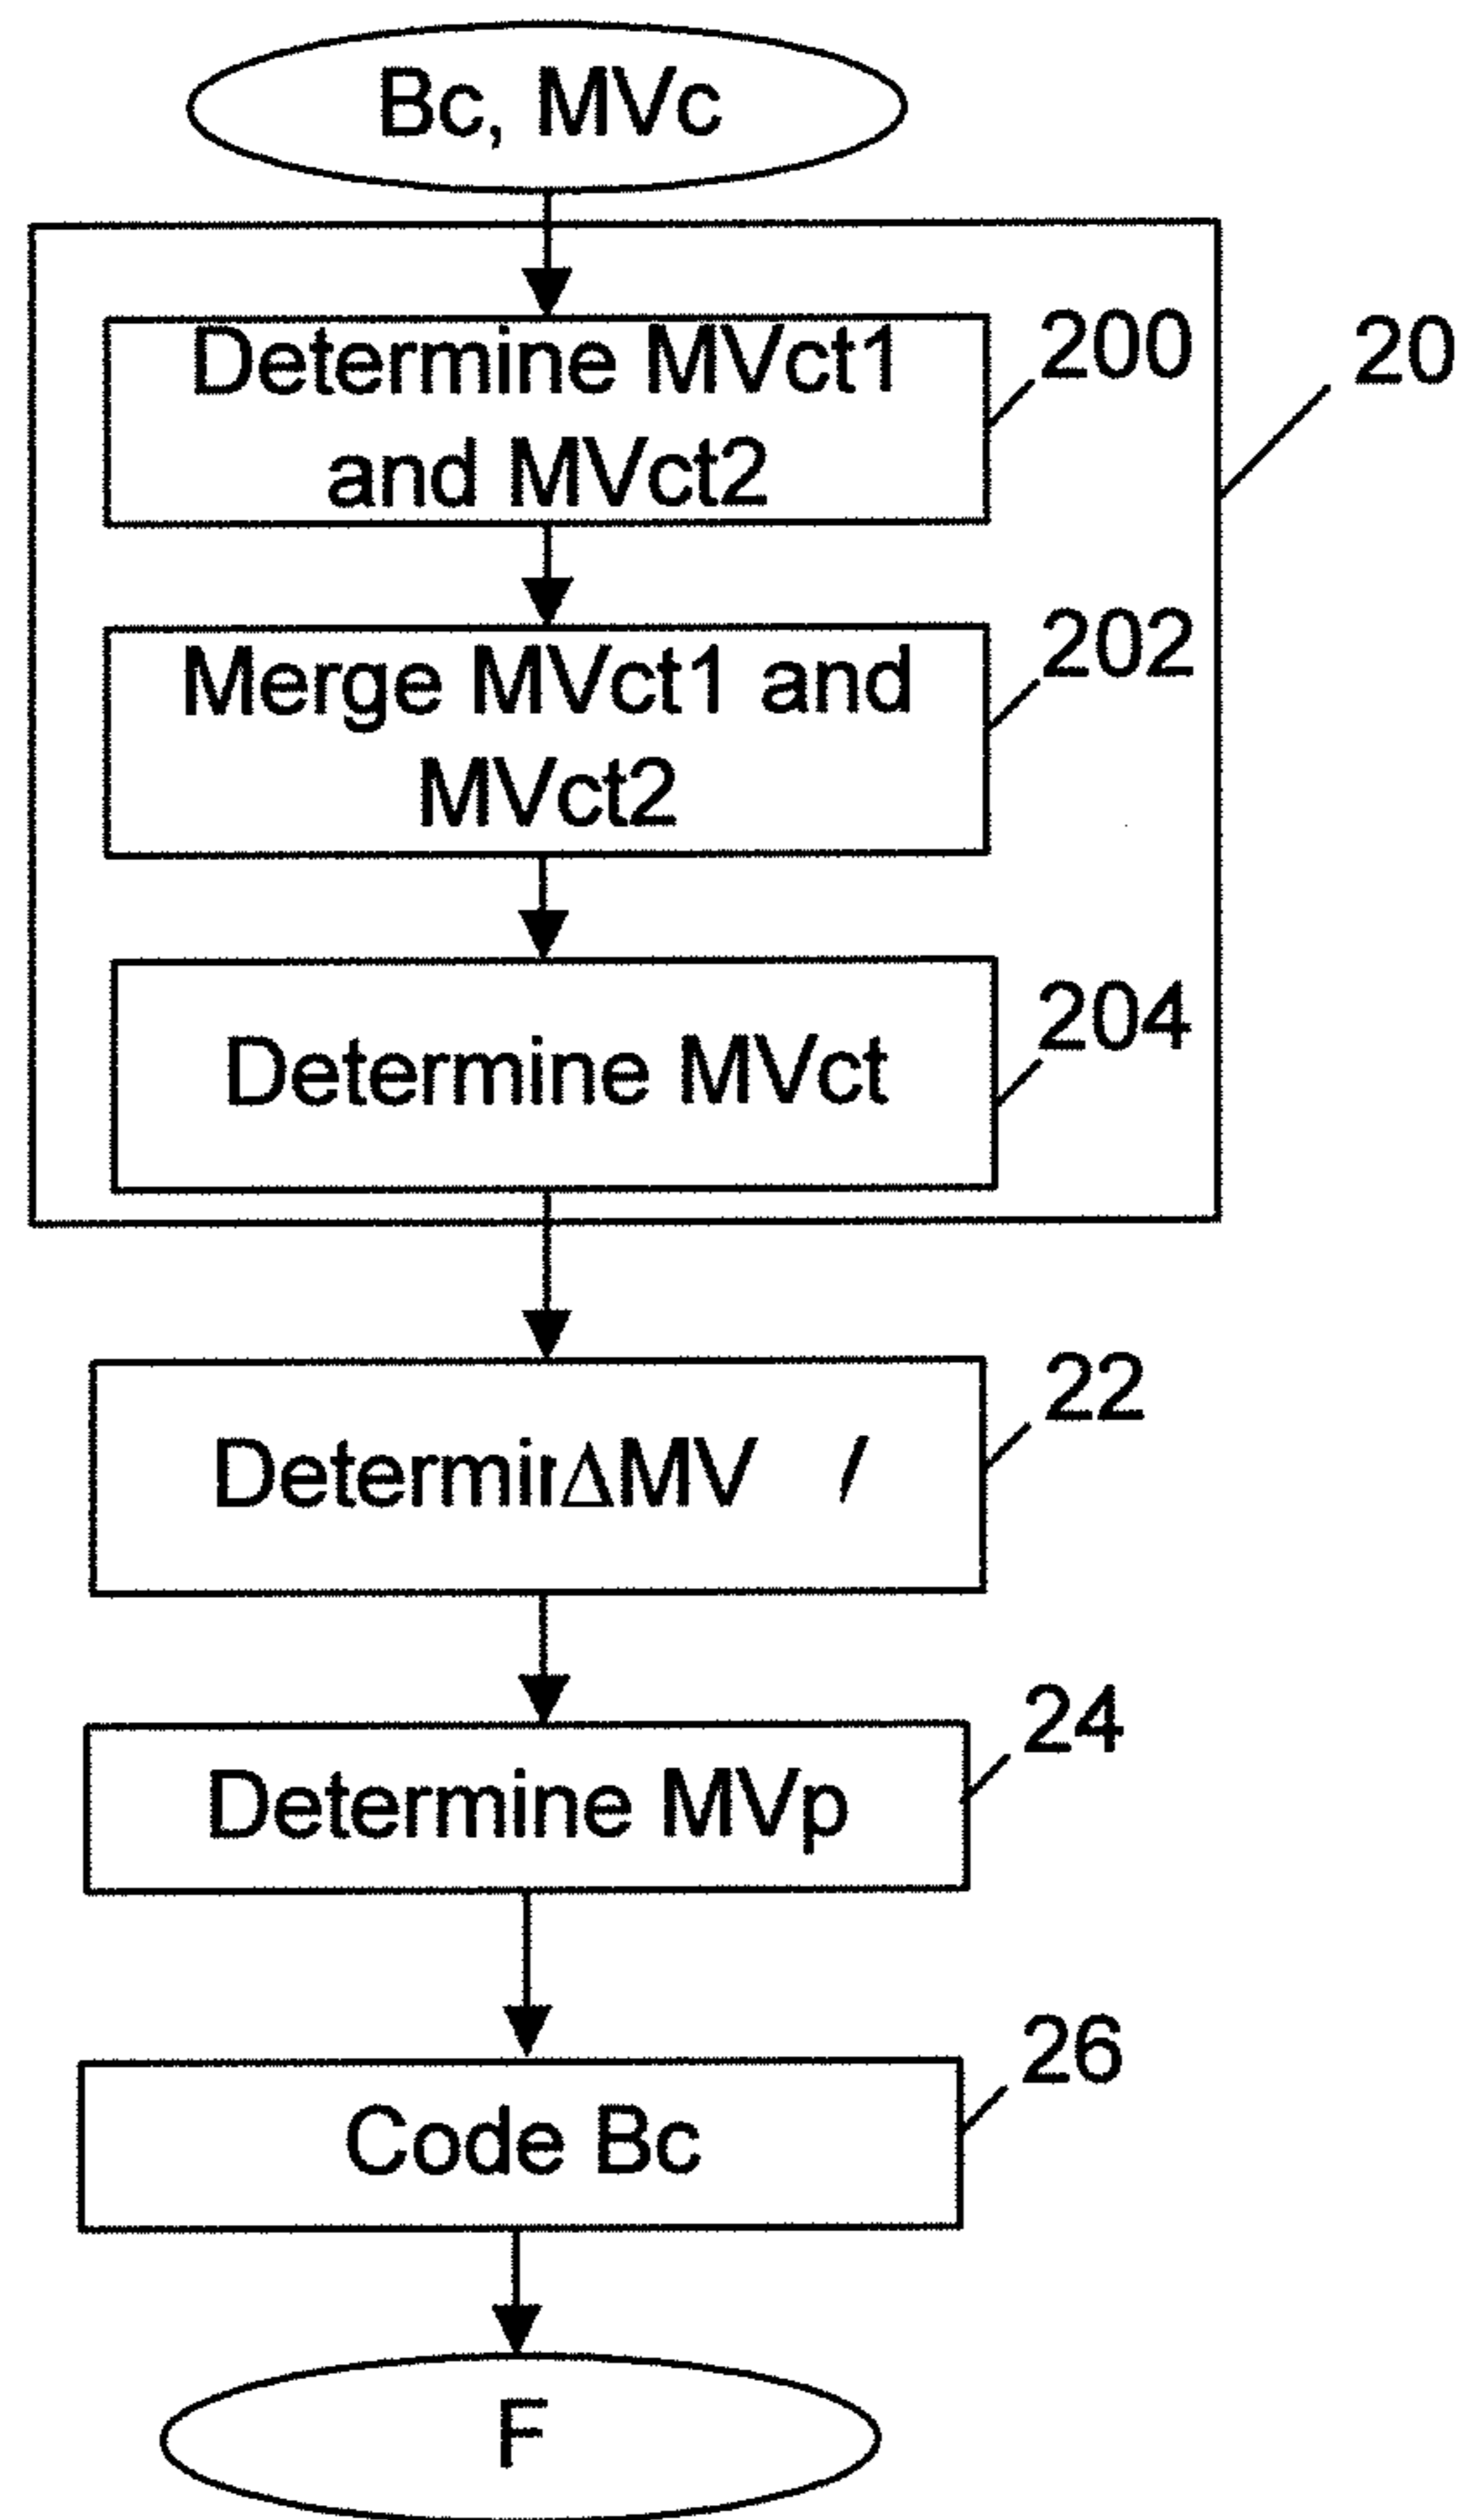 Bc, MVc
Determine MVct1
and MVct2
200
20
Merge MVct1 and
MVct2
202
Determine MVct
204
DetermirΔMV /
22
Determine MVp
24
Code Bc
26
F